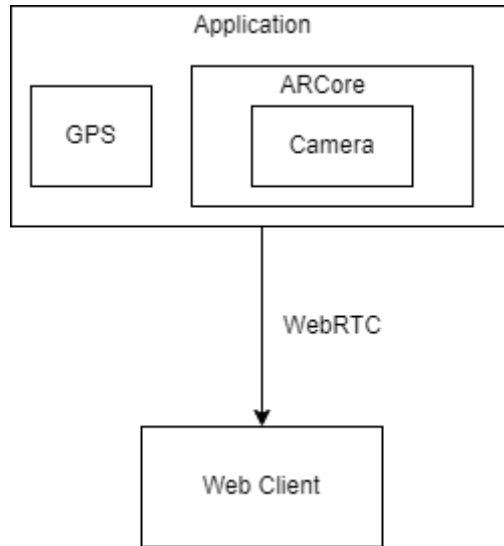 Application
ARCore
GPS
Camera
WebRTC
Web Client